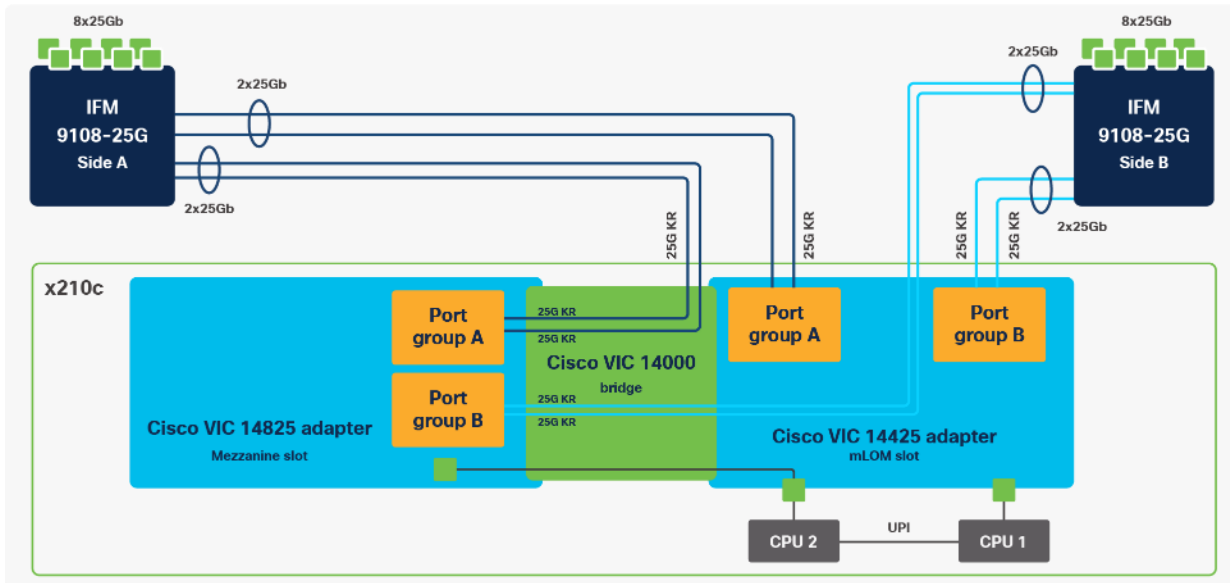 8x25Gb
8x25Gb
2x25Gb
2x25Gb
IFM
9108-25G
Side A
IFM
9108-25G
Side B
2x25Gb
2x25Gb
25G KR
25G KR
25G KR
25G KR
x210c
Port
group A
25G KR
25G KR
Port
group A
Port
group B
Cisco VIC 14000
bridge
Port
group B
25G KR
25G KR
Cisco VIC 14825 adapter
Mezzanine slot
Cisco VIC 14425 adapter
mLOM slot
CPU 2
UPI
CPU 1